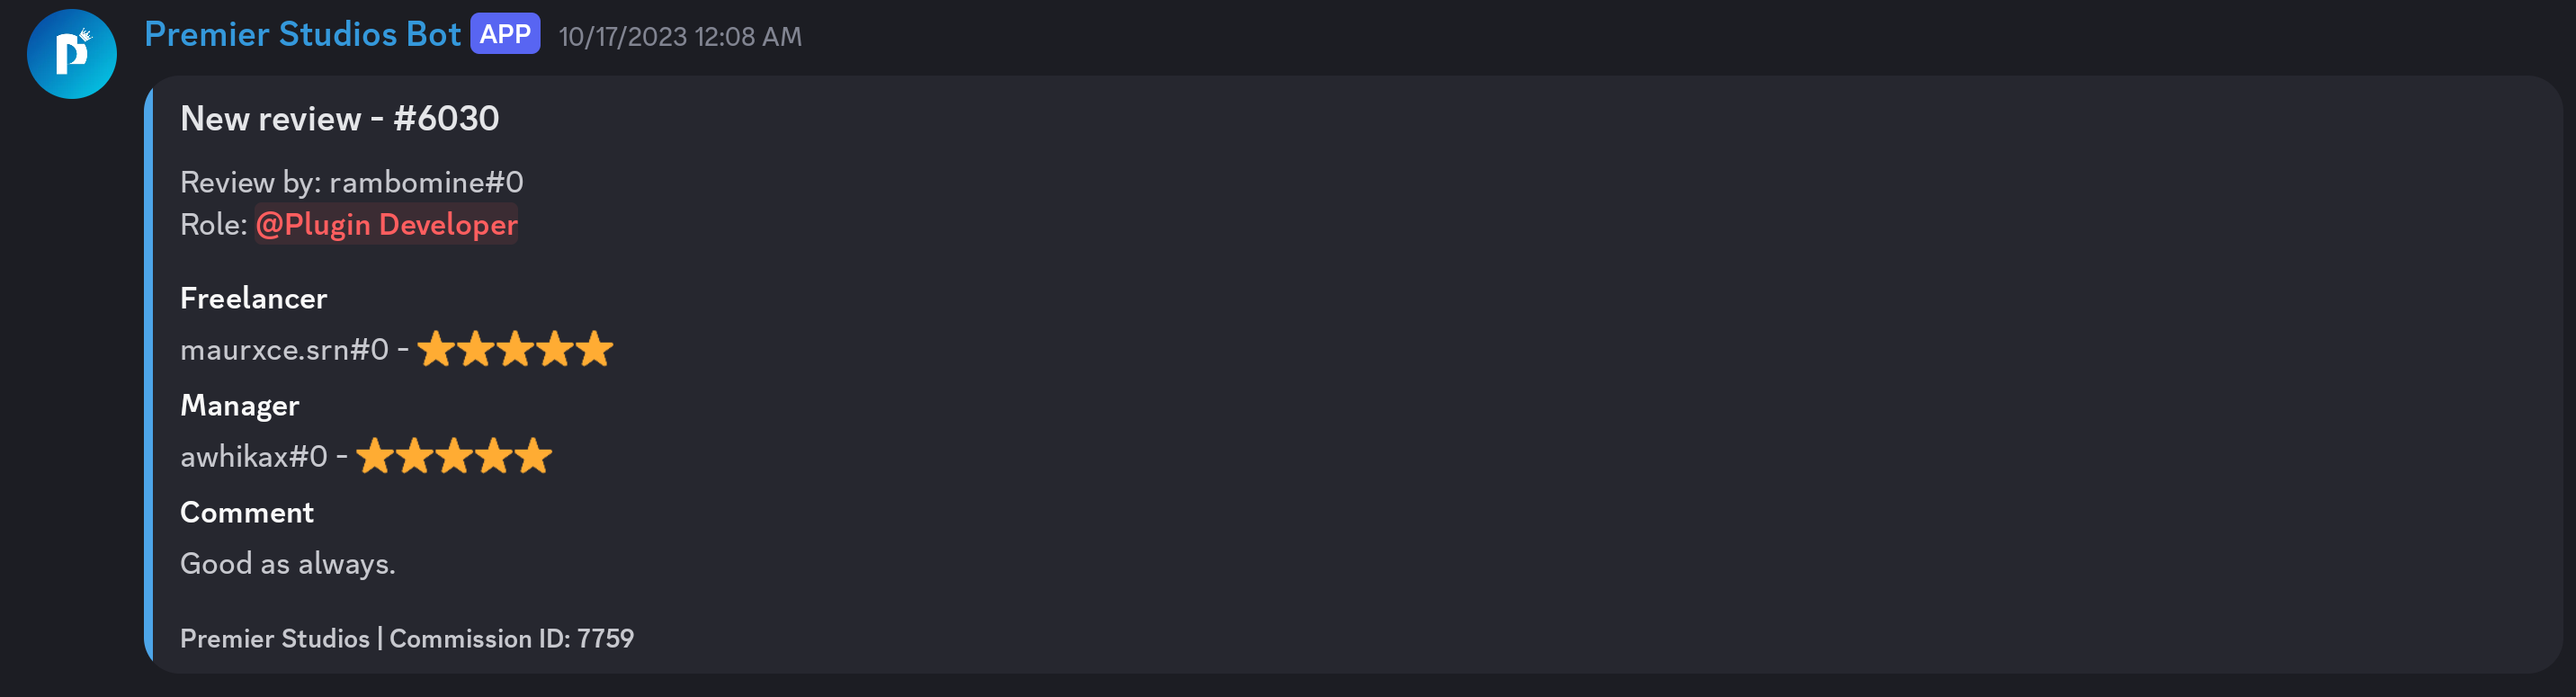 Premier Studios Bot APP 10/17/2023 12:08 AM
New review - #6030
Review by: rambomine#0
Role: @Plugin Developer
Freelancer
maurxce.srn#0 - ⭐⭐⭐⭐⭐
Manager
awhikax#0 - ⭐⭐⭐⭐⭐
Comment
Good as always.
Premier Studios | Commission ID: 7759